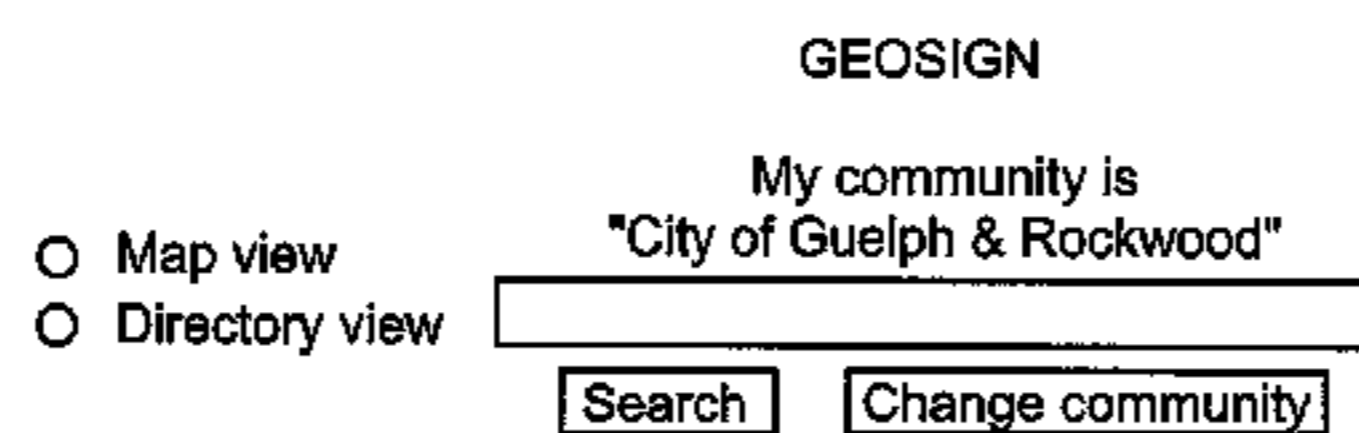 GEOSIGN
My community is
"City of Guelph & Rockwood"
Map view
Directory view
Search
Change community